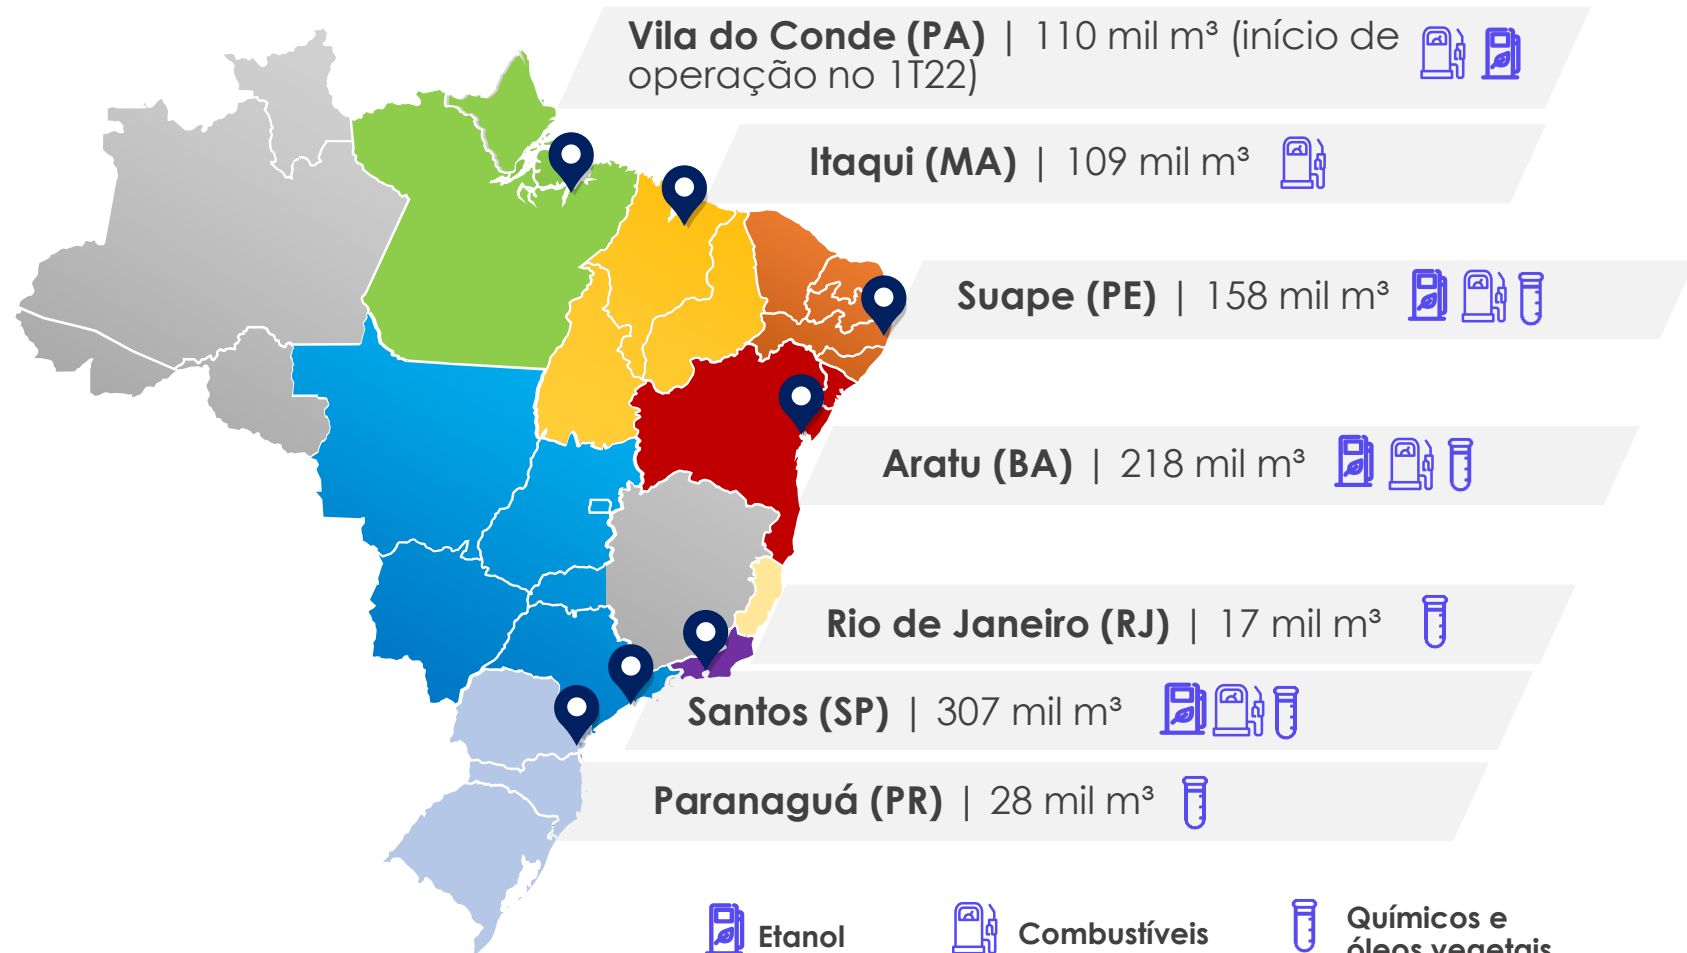 Vila do Conde (PA) | 110 mil m³ (início de
operação no 1T22)
Itaqui (MA) | 109 mil m³
Suape (PE) | 158 mil m³
Aratu (BA) | 218 mil m³
Rio de Janeiro (RJ) | 17 mil m³
Santos (SP) | 307 mil m³
Paranaguá (PR) | 28 mil m³
Etanol
Combustíveis
Químicos e
óleos vegetais